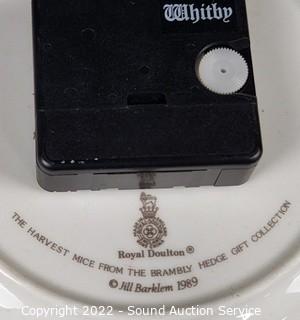 Whitby
Royal Doulton®
THE HARVEST MICE FROM THE BRAMBLY HEDGE GIFT COLLECTION
© Jill Barklem 1989
Copyright 2022 - Sound Auction Service